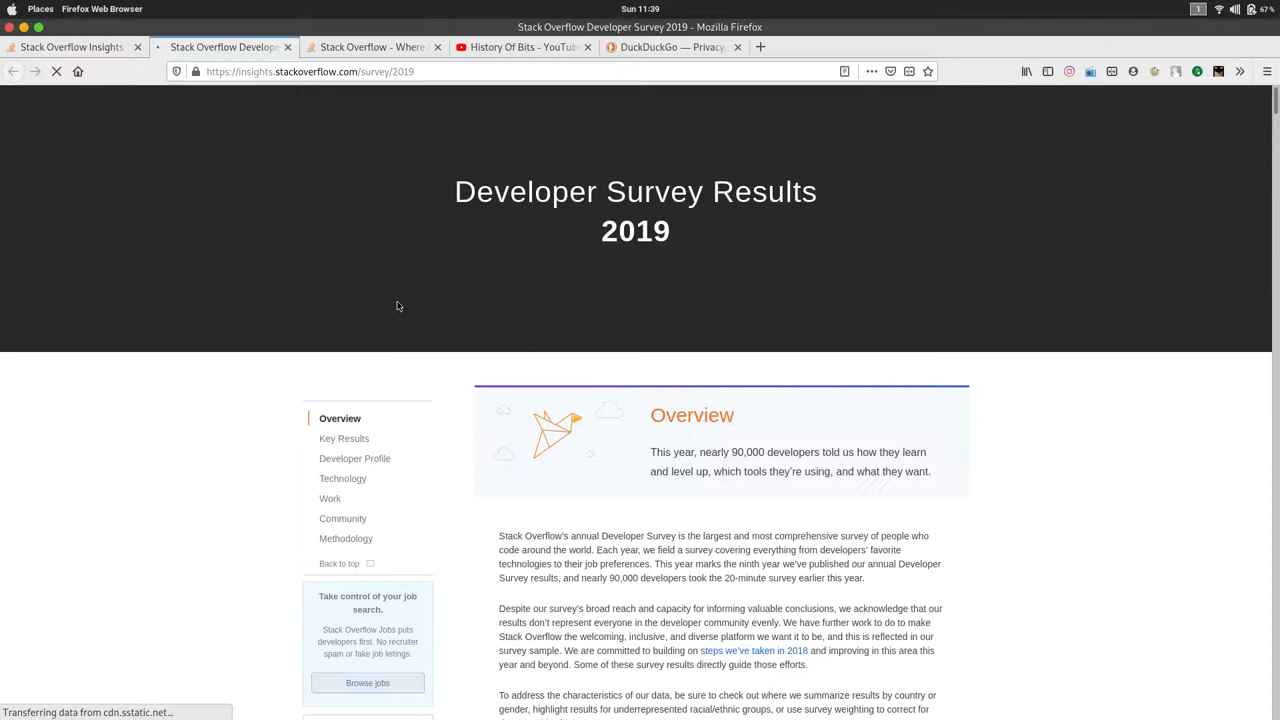 Places Firefox Web Browser Sun 11:39 1 67 %
Stack Overflow Developer Survey 2019 - Mozilla Firefox
Stack Overflow Insights Stack Overflow Develope Stack Overflow - Where History Of Bits - YouTub DuckDuckGo — Privacy,
https://insights.stackoverflow.com/survey/2019
Developer Survey Results
2019
Overview
Key Results
Developer Profile
Technology
Work
Community
Methodology
Back to top
Take control of your job
search.
Stack Overflow Jobs puts
developers first. No recruiter
spam or fake job listings.
Browse jobs
Overview
This year, nearly 90,000 developers told us how they learn
and level up, which tools they're using, and what they want.
Stack Overflow's annual Developer Survey is the largest and most comprehensive survey of people who
code around the world. Each year, we field a survey covering everything from developers' favorite
technologies to their job preferences. This year marks the ninth year we've published our annual Developer
Survey results, and nearly 90,000 developers took the 20-minute survey earlier this year.
Despite our survey's broad reach and capacity for informing valuable conclusions, we acknowledge that our
results don't represent everyone in the developer community evenly. We have further work to do to make
Stack Overflow the welcoming, inclusive, and diverse platform we want it to be, and this is reflected in our
survey sample. We are committed to building on steps we've taken in 2018 and improving in this area this
year and beyond. Some of these survey results directly guide those efforts.
To address the characteristics of our data, be sure to check out where we summarize results by country or
gender, highlight results for underrepresented racial/ethnic groups, or use survey weighting to correct for
Transferring data from cdn.sstatic.net...